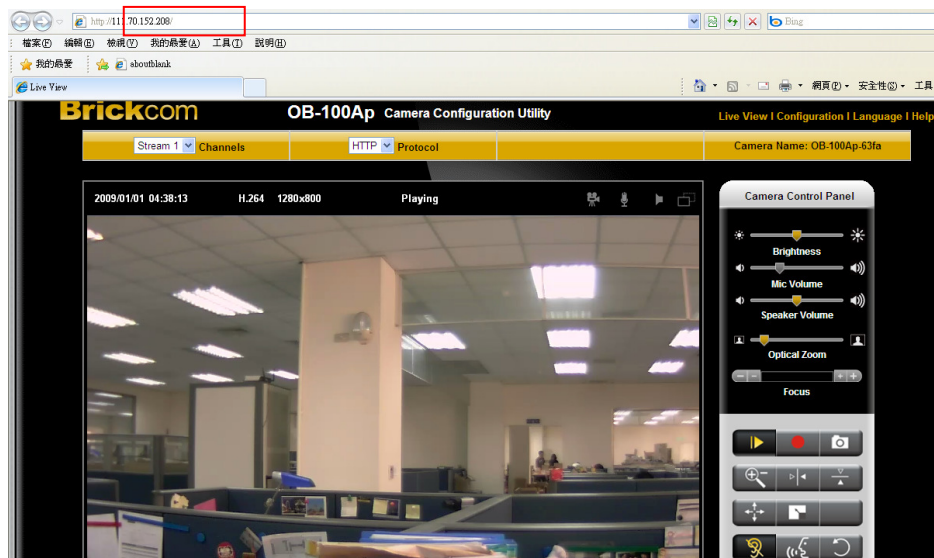 http://111.70.152.208/
Bing
檔案(F) 編輯(E) 檢視(V) 我的最愛(A) 工具(T) 說明(H)
我的最愛 aboutblank
Live View 網頁(P) 安全性(S) 工具
Brickcom OB-100Ap Camera Configuration Utility Live View I Configuration I Language I Help
Stream 1 Channels HTTP Protocol Camera Name: OB-100Ap-63fa
2009/01/01 04:38:13 H.264 1280x800 Playing
Camera Control Panel
Brightness
Mic Volume
Speaker Volume
Optical Zoom
Focus